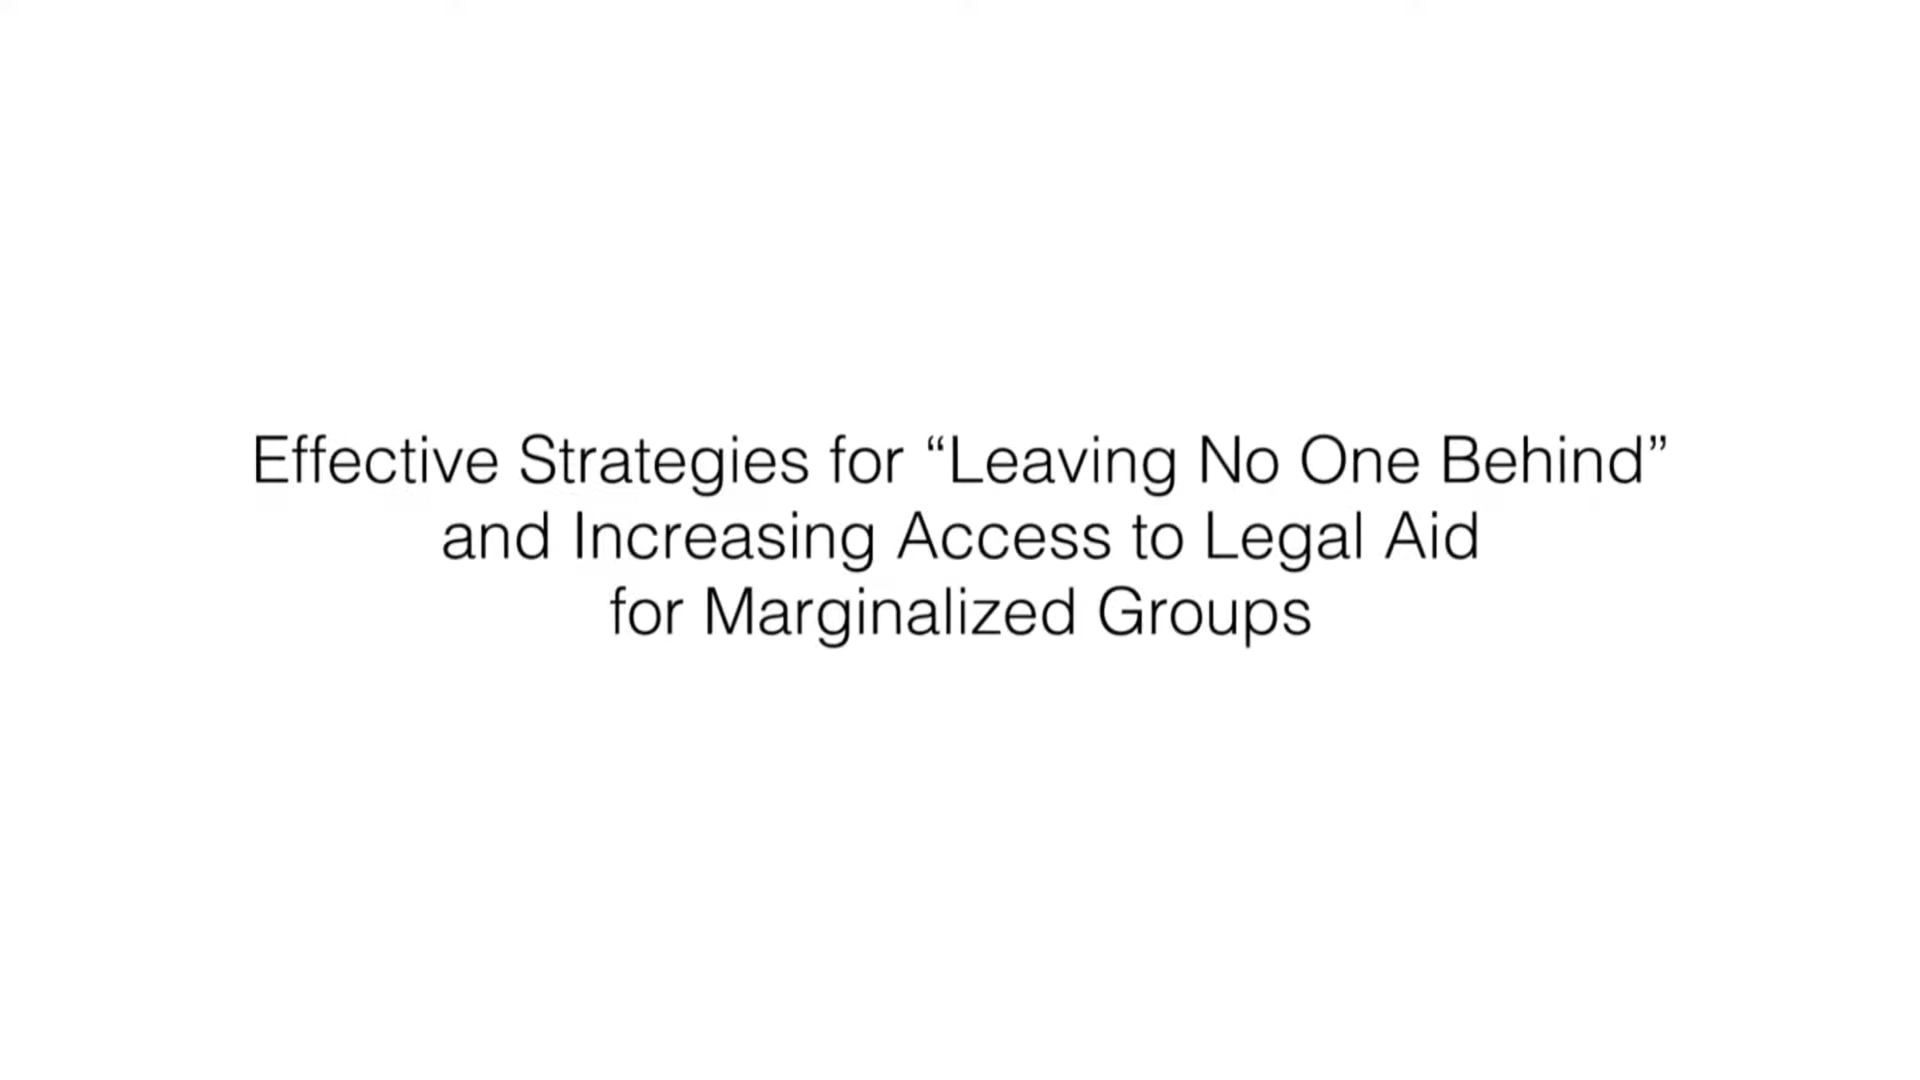 Effective Strategies for “Leaving No One Behind”
and Increasing Access to Legal Aid
for Marginalized Groups